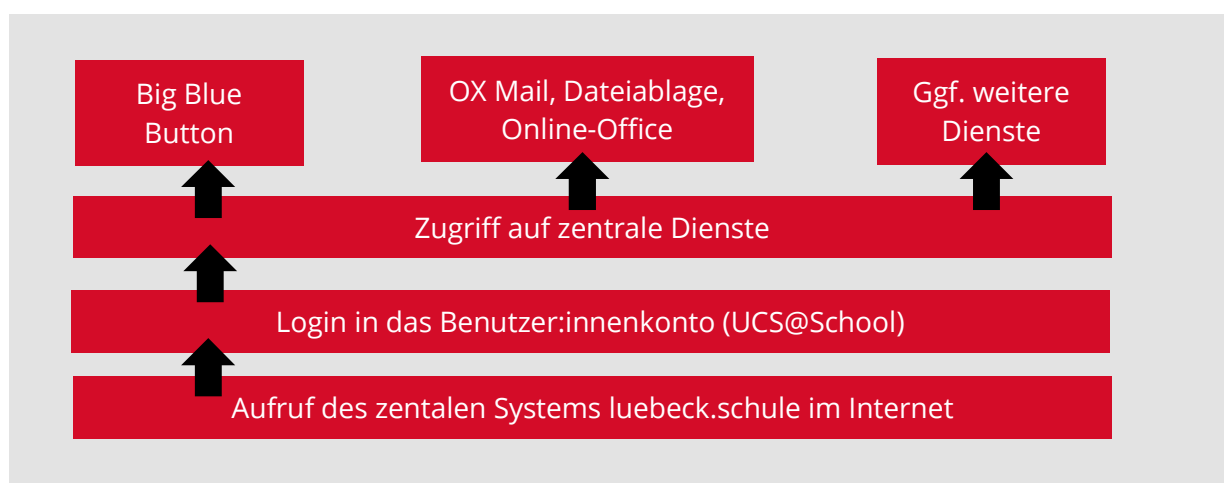 Big Blue
Button
OX Mail, Dateiablage,
Online-Office
Ggf. weitere
Dienste
Zugriff auf zentrale Dienste
Login in das Benutzer:innenkonto (UCS@School)
Aufruf des zentalen Systems luebeck.schule im Internet